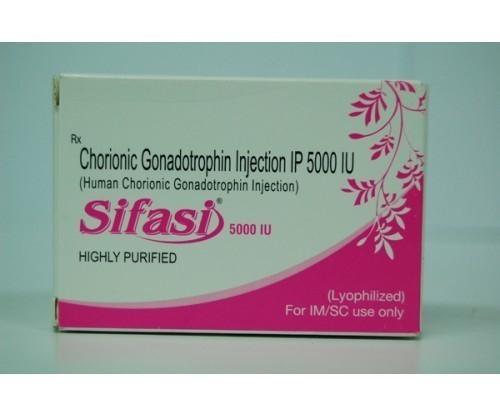 Rx
Chorionic Gonadotrophin Injection IP 5000 IU
(Human Chorionic Gonadotrophin Injection)
Sifasi® 5000 IU
HIGHLY PURIFIED
(Lyophilized)
For IM/SC use only